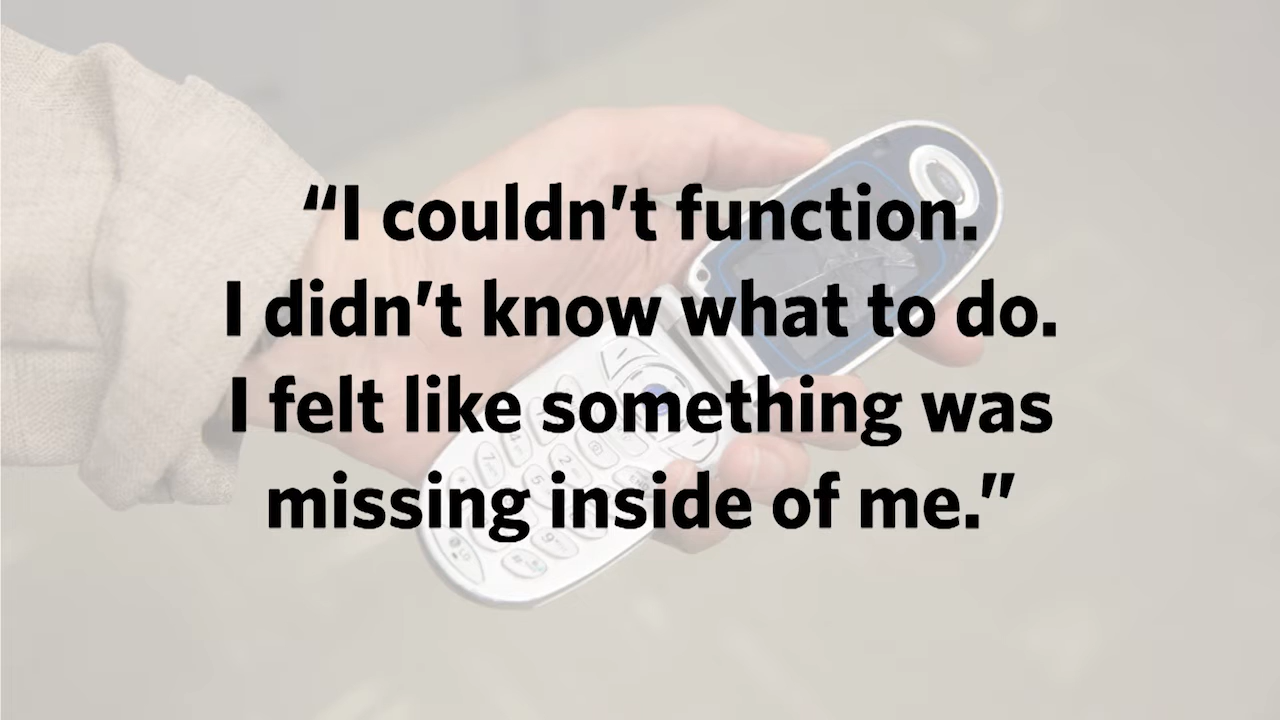 “I couldn’t function.
I didn’t know what to do.
I felt like something was
missing inside of me.”